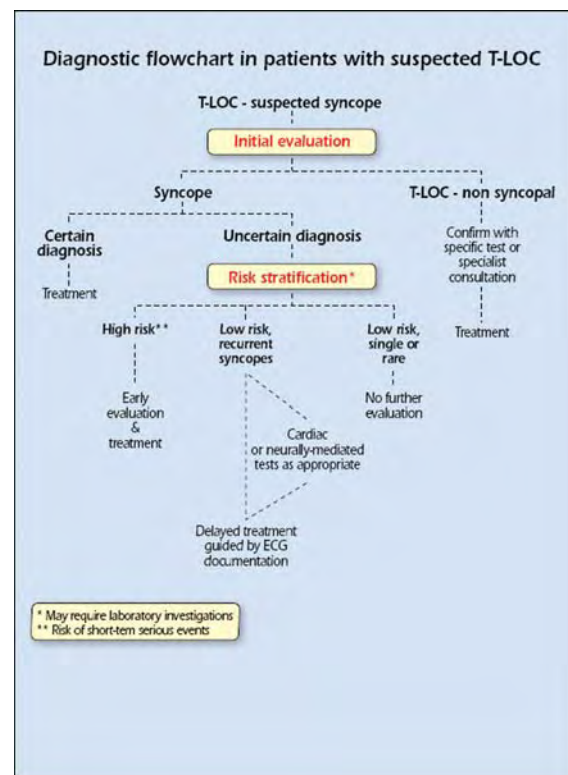 Diagnostic flowchart in patients with suspected T-LOC
T-LOC - suspected syncope
Initial evaluation
Syncope
T-LOC - non syncopal
Certain
diagnosis
Uncertain diagnosis
Confirm with
specific test or
specialist
consultation
Treatment
Risk stratification*
High risk**
Low risk,
recurrent
syncopes
Low risk,
single or
rare
Treatment
Early
evaluation
&
treatment
No further
evaluation
Cardiac
or neurally-mediated
tests as appropriate
Delayed treatment
guided by ECG
documentation
* May require laboratory investigations
** Risk of short-tem serious events